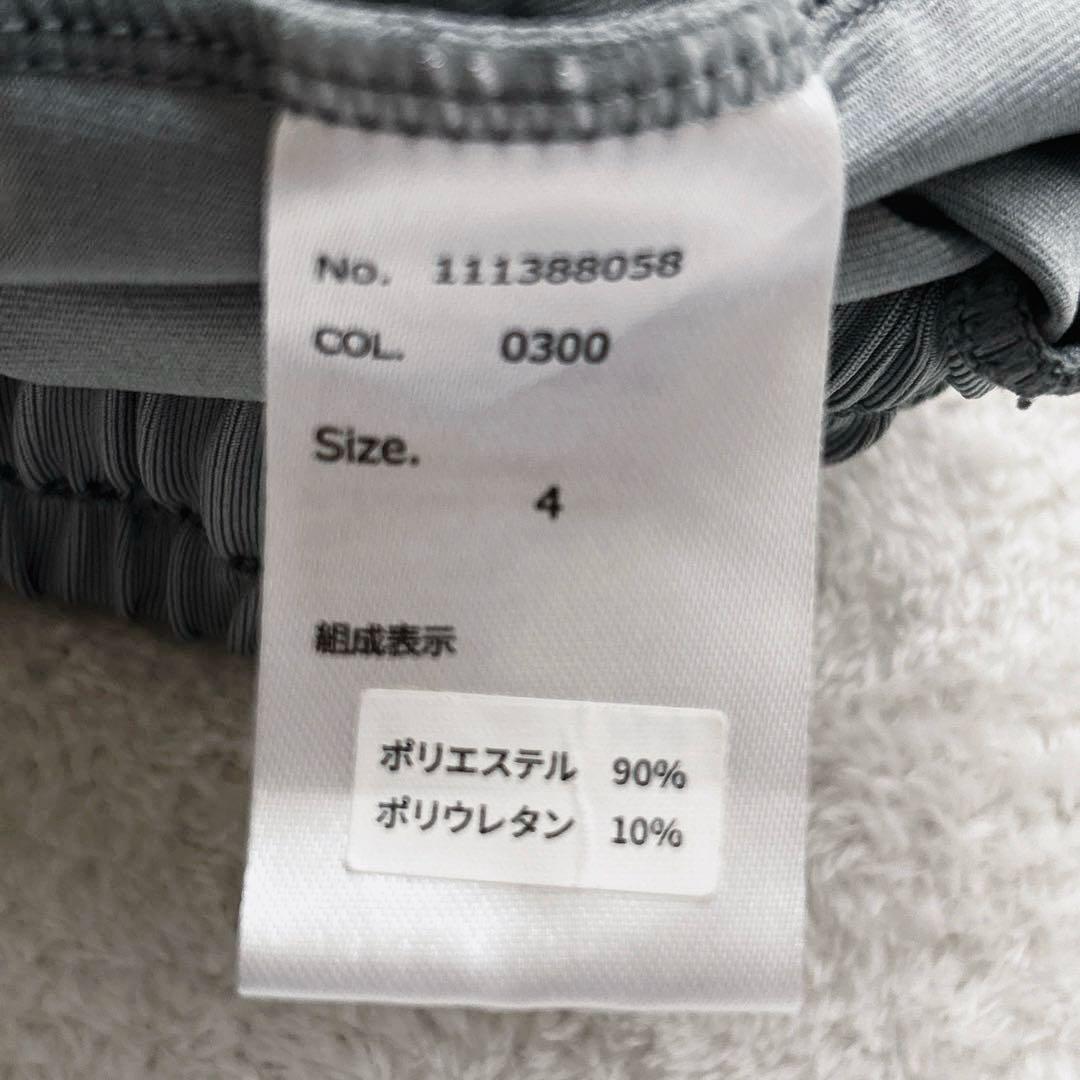 No. 111388058
COL. 0300
Size.
4
組成表示
ポリエステル 90%
ポリウレタン 10%